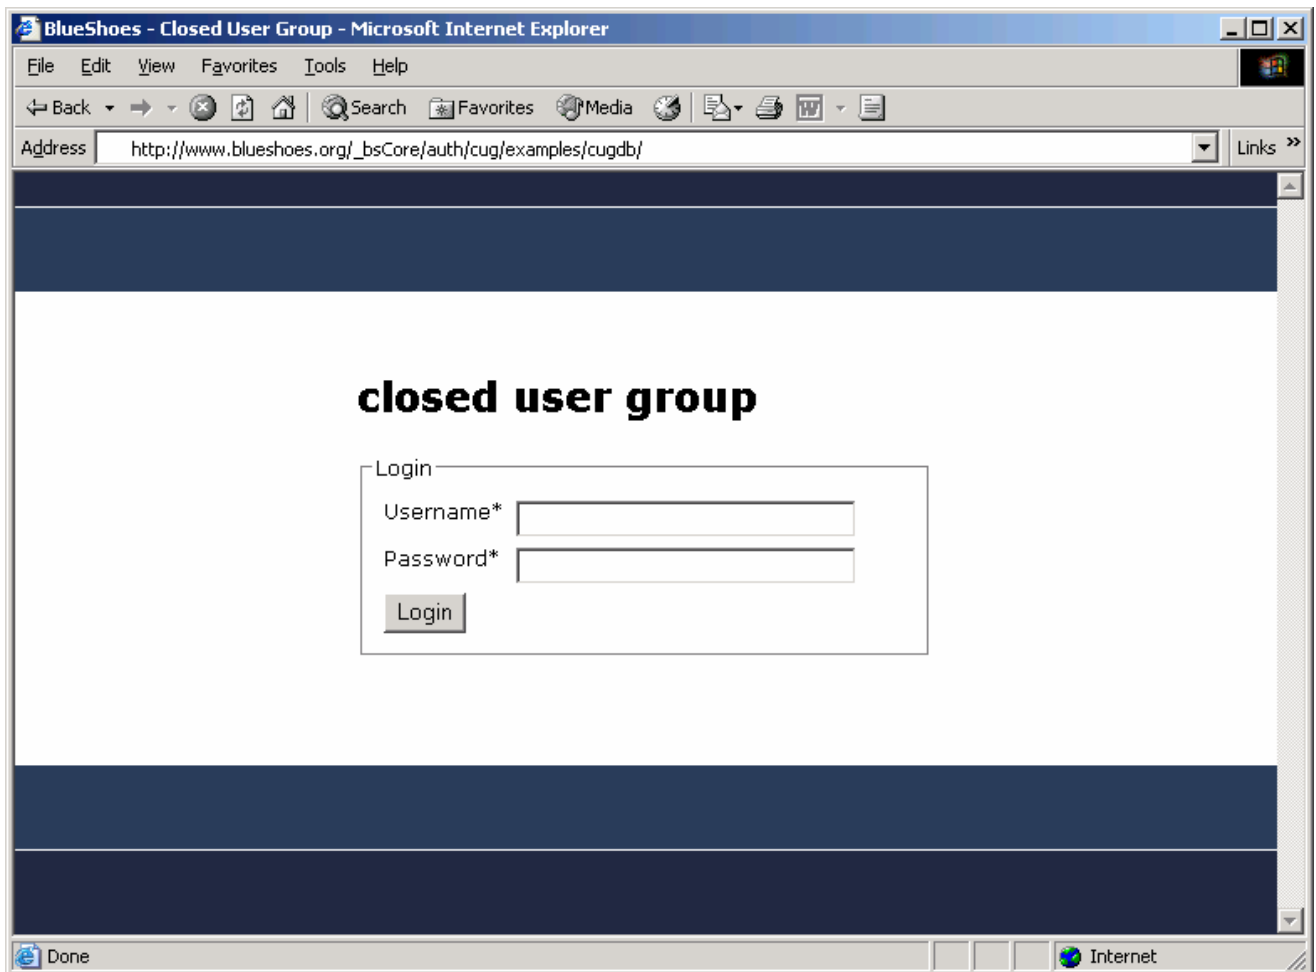 BlueShoes - Closed User Group - Microsoft Internet Explorer
File Edit View Favorites Tools Help
Back Search Favorites Media W
Address http://www.blueshoes.org/_bsCore/auth/cug/examples/cugdb/ Links »
closed user group
Login
Username*
Password*
Login
Done Internet